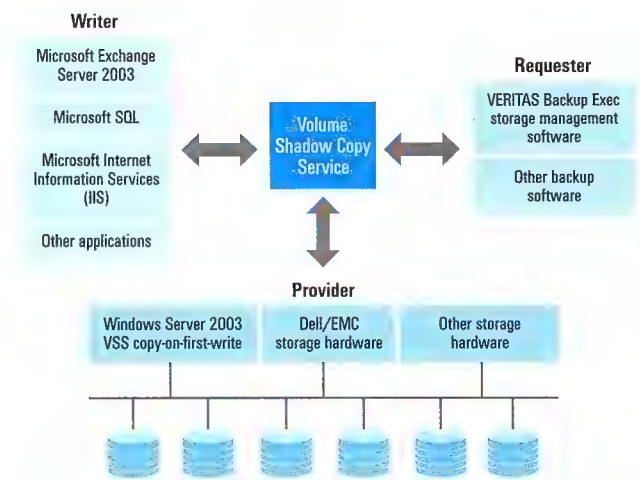 Writer
Microsoft Exchange
Server 2003
Microsoft SQL
Microsoft Internet
Information Services
(IIS)
Other applications
Volume
Shadow Copy
Service
Requester
VERITAS Backup Exec
storage management
software
Other backup
software
Provider
Windows Server 2003
VSS copy-on-first-write
Dell/EMC
storage hardware
Other storage
hardware